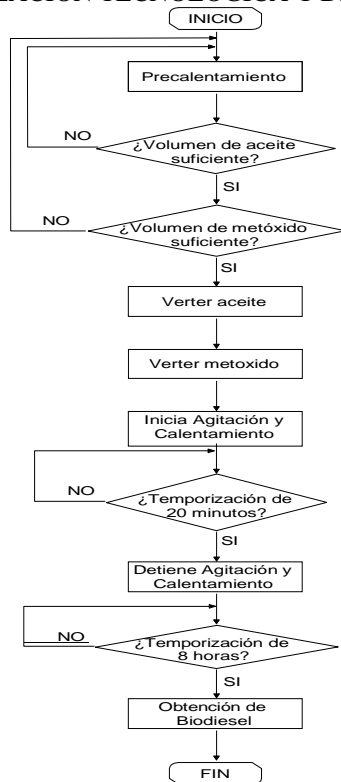 INICIO
Precalentamiento
¿Volumen de aceite
suficiente?
NO
SI
¿Volumen de metóxido
suficiente?
NO
SI
Verter aceite
Verter metoxido
Inicia Agitación y
Calentamiento
¿Temporización de
20 minutos?
NO
SI
Detiene Agitación y
Calentamiento
¿Temporización de
8 horas?
NO
SI
Obtención de
Biodiesel
FIN